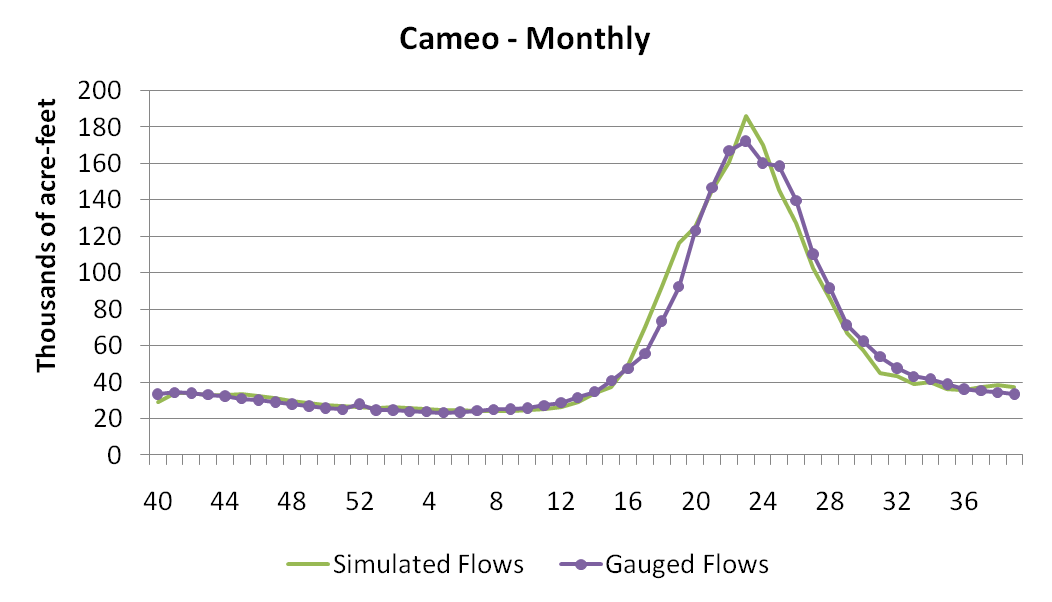 Cameo - Monthly
Thousands of acre-feet
200
180
160
140
120
100
80
60
40
20
0
40 44 48 52 4 8 12 16 20 24 28 32 36
Simulated Flows Gauged Flows